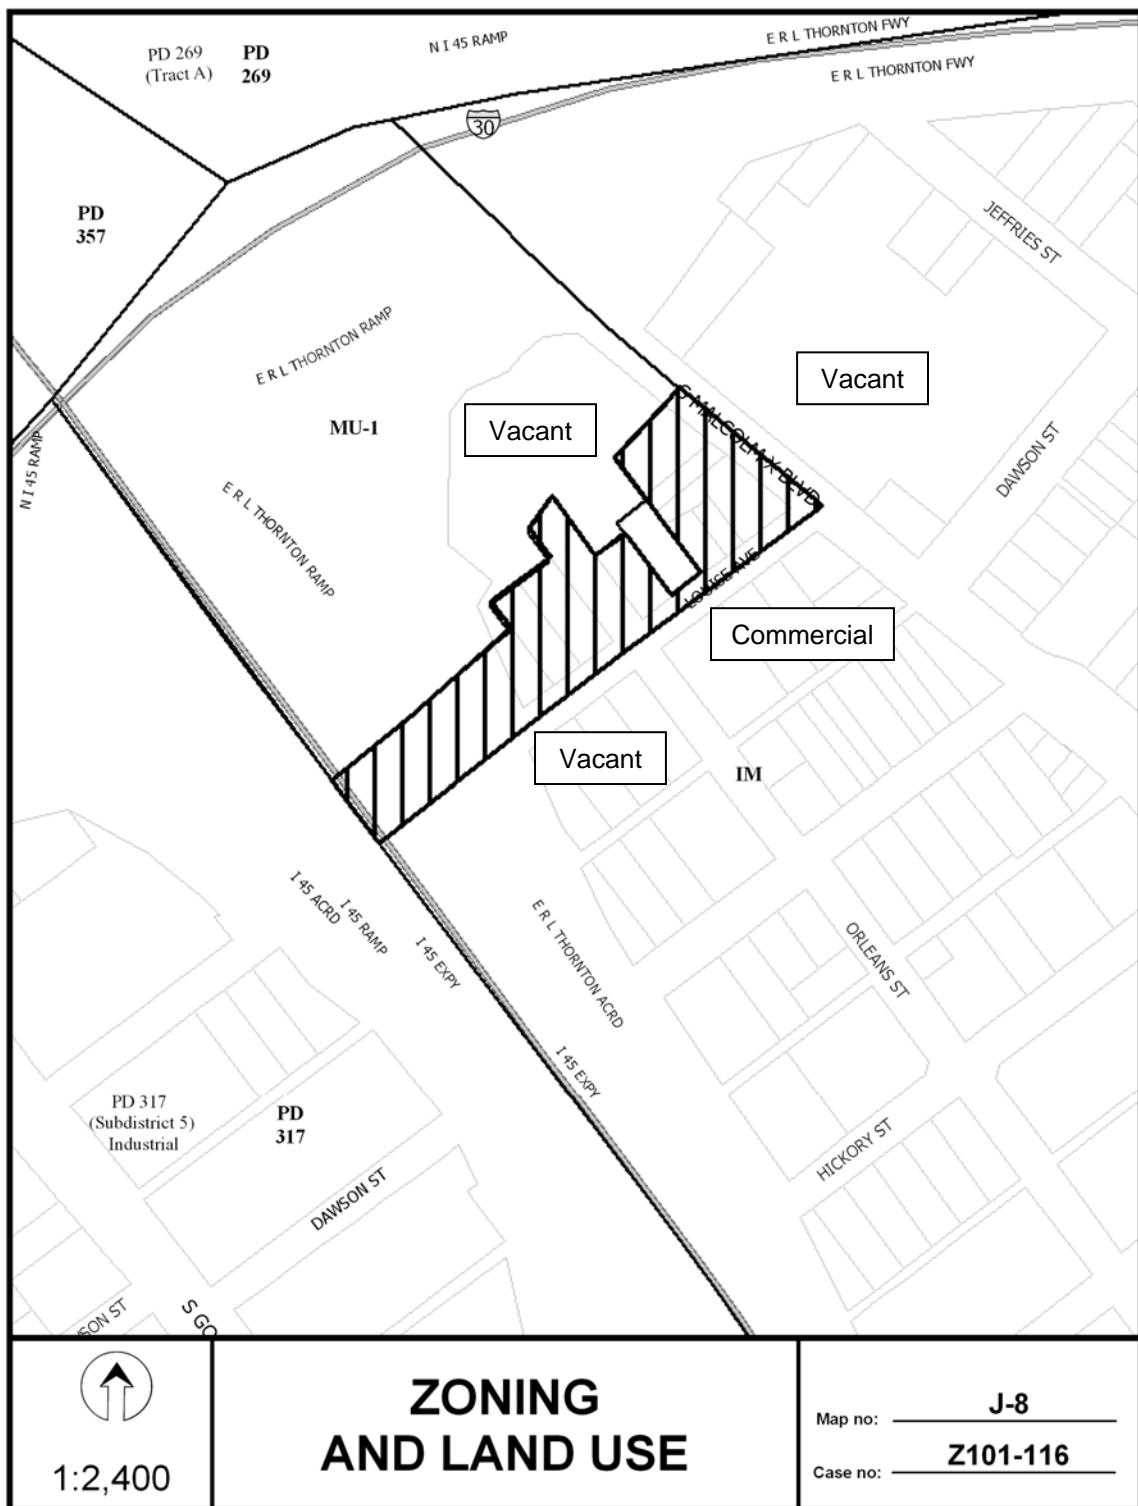 N I 45 RAMP
E R L THORNTON FWY
PD 269
(Tract A)
PD
269
E R L THORNTON FWY
30
PD
357
JEFFRIES ST
E R L THORNTON RAMP
Vacant
S MALCOLM X BLVD
MU-1
Vacant
DAWSON ST
N I 45 RAMP
E R L THORNTON RAMP
LOUISE AVE
Commercial
Vacant
IM
I 45 ACRD
I 45 RAMP
I 45 EXPY
E R L THORNTON ACRD
ORLEANS ST
I 45 EXPY
PD 317
(Subdistrict 5)
Industrial
PD
317
HICKORY ST
DAWSON ST
SON ST
S GO
1:2,400
ZONING
AND LAND USE
Map no: J-8
Case no: Z101-116